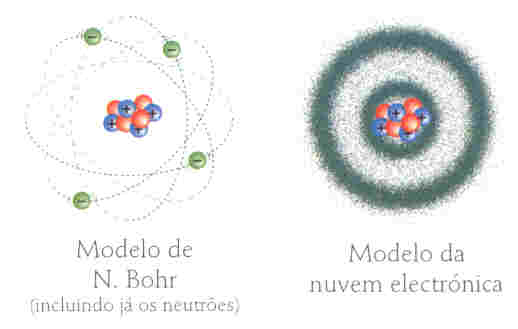 Modelo de
N. Bohr
(incluindo já os neutrões)
Modelo da
nuvem electrónica